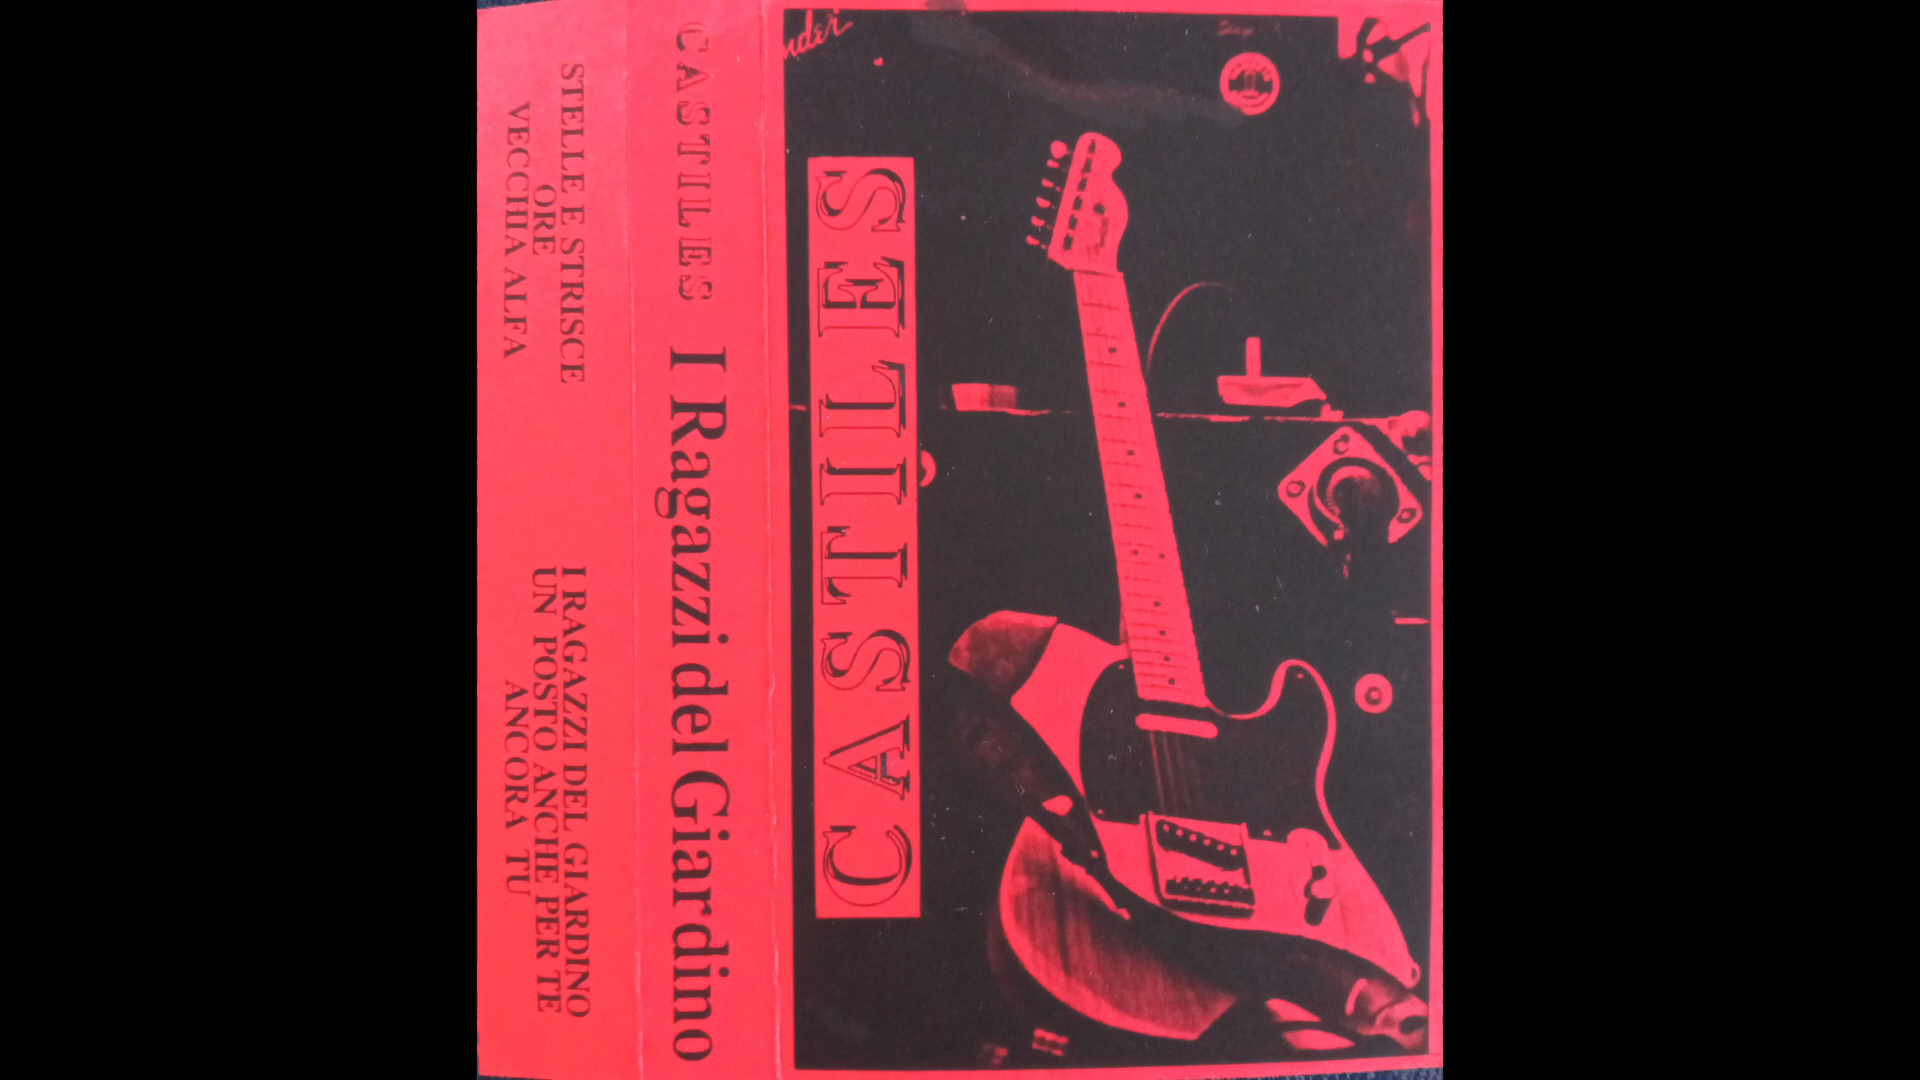 CASTILES
CASTILES I Ragazzi del Giardino
STELLE E STRISCE
ORE
VECCHIA ALFA
I RAGAZZI DEL GIARDINO
UN POSTO ANCHE PER TE
ANCORA TU
nder